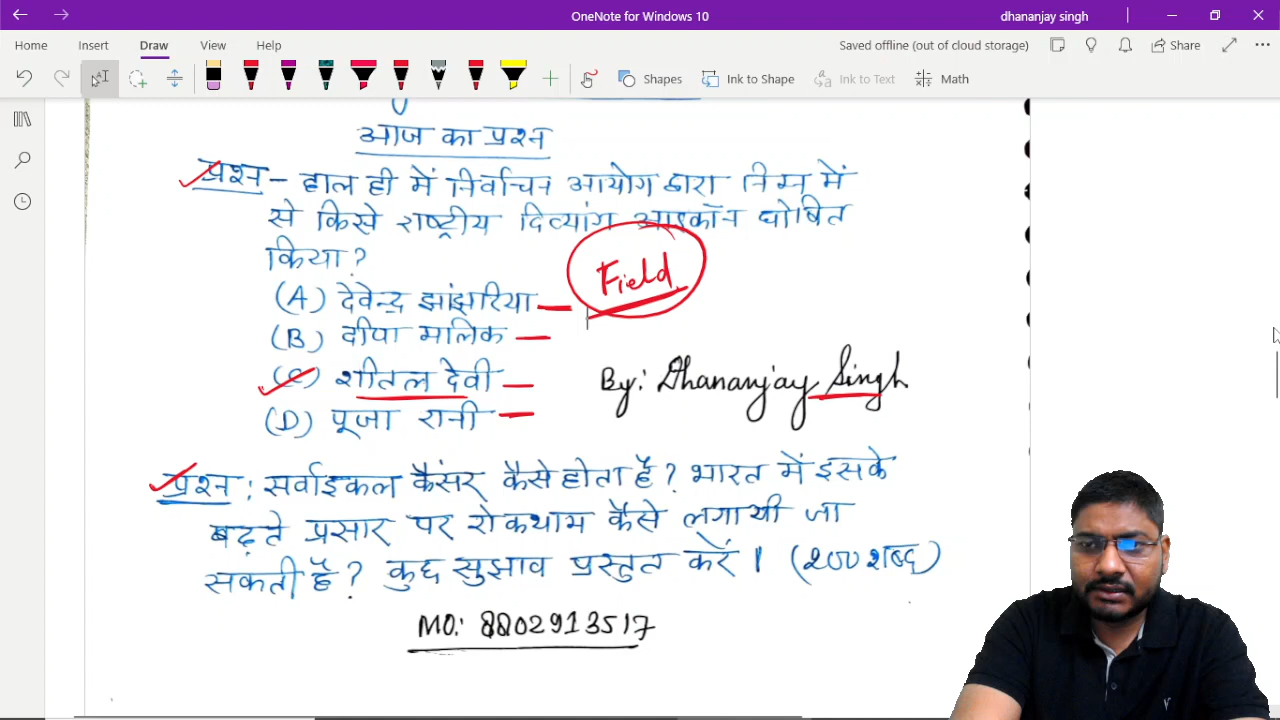 OneNote for Windows 10
dhananjay singh
Home Insert Draw View Help
Saved offline (out of cloud storage)
Share
Shapes
Ink to Shape
Ink to Text
Math
आज का प्रश्न
प्रश्न - हाल ही में निर्वाचन आयोग द्वारा निम्न में
से किसे राष्ट्रीय दिव्यांग आइकॉन घोषित
किया?
Field
(A) देवेन्द्र झांझरिया
(B) दीपा मालिक
(C) शीतल देवी
By: Dhananjay Singh
(D) पूजा रानी
प्रश्न : सर्वाइकल कैंसर कैसे होता है? भारत में इसके
बढ़ते प्रसार पर रोकथाम कैसे लगायी जा
सकती है? कुछ सुझाव प्रस्तुत करें। (200 शब्द)
MO: 8802913517